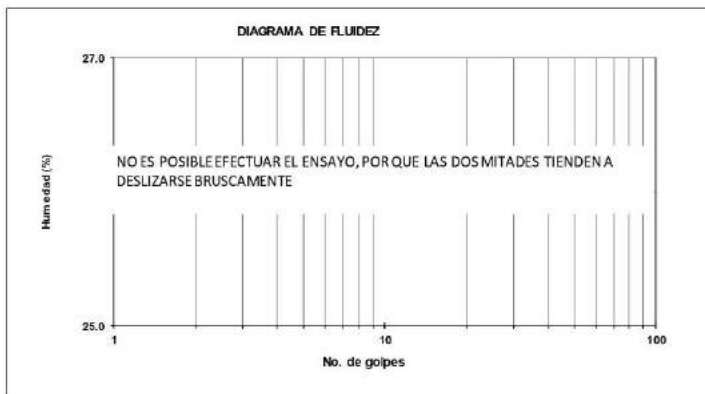 DIAGRAMA DE FLUIDEZ
27.0
Humedad (%)
NO ES POSIBLE EFECTUAR EL ENSAYO, POR QUE LAS DOS MITADES TIENDEN A
DESLIZARSE BRUSCAMENTE
25.0
1 10 100
No. de golpes